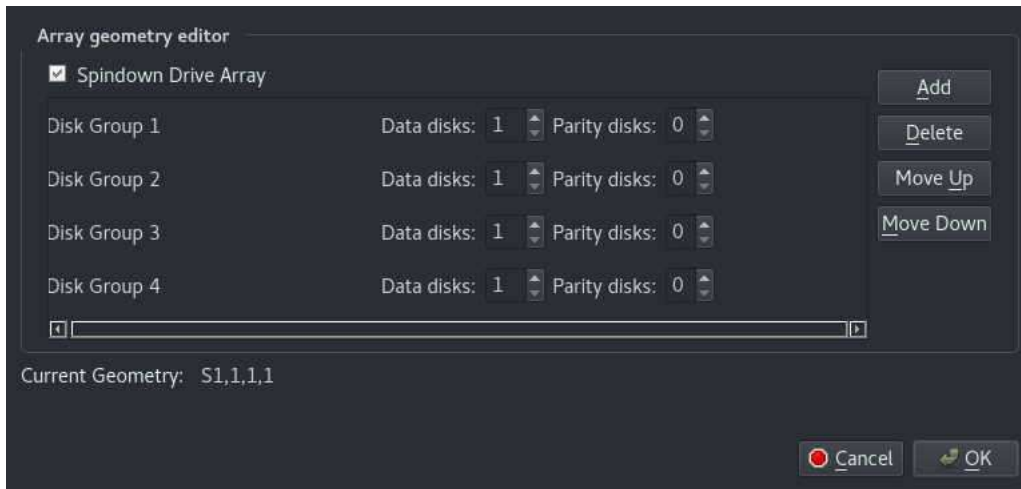 Array geometry editor
Spindown Drive Array
Add
Disk Group 1 Data disks: 1 Parity disks: 0
Delete
Disk Group 2 Data disks: 1 Parity disks: 0
Move Up
Disk Group 3 Data disks: 1 Parity disks: 0
Move Down
Disk Group 4 Data disks: 1 Parity disks: 0
Current Geometry: S1,1,1,1
Cancel OK